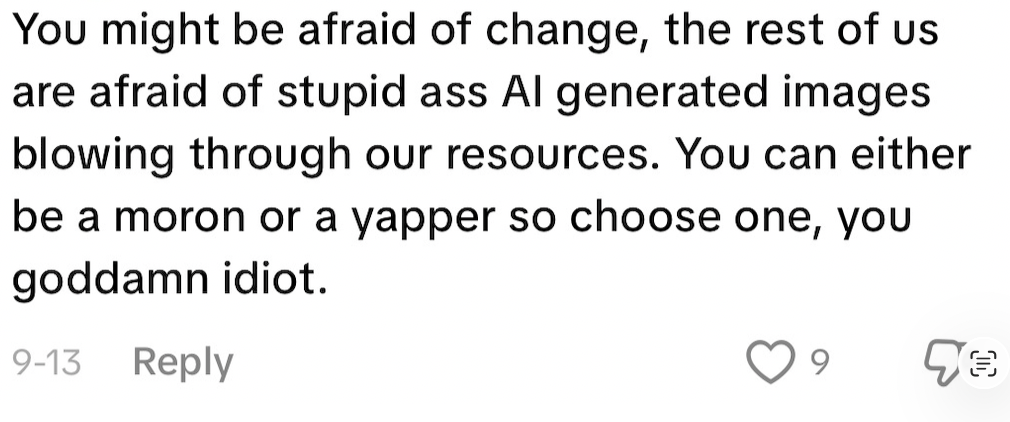 You might be afraid of change, the rest of us
are afraid of stupid ass AI generated images
blowing through our resources. You can either
be a moron or a yapper so choose one, you
goddamn idiot.
9-13 Reply 9